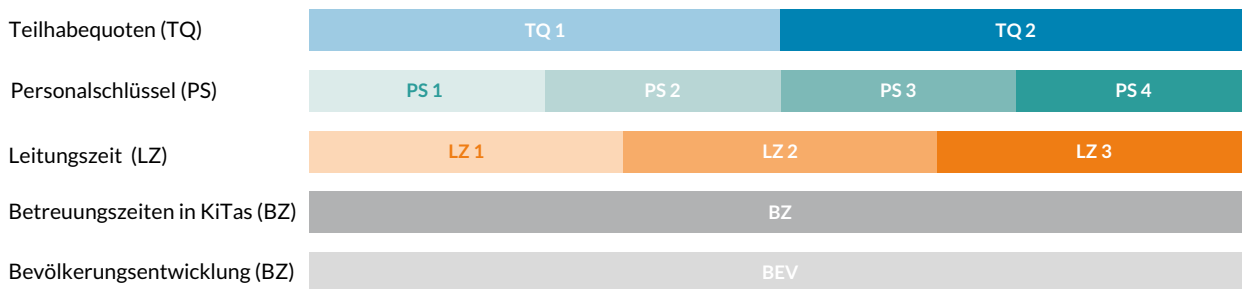 Teilhabequoten (TQ) TQ 1 TQ 2
Personalschlüssel (PS) PS 1 PS 2 PS 3 PS 4
Leitungszeit (LZ) LZ 1 LZ 2 LZ 3
Betreuungszeiten in KiTas (BZ) BZ
Bevölkerungsentwicklung (BZ) BEV